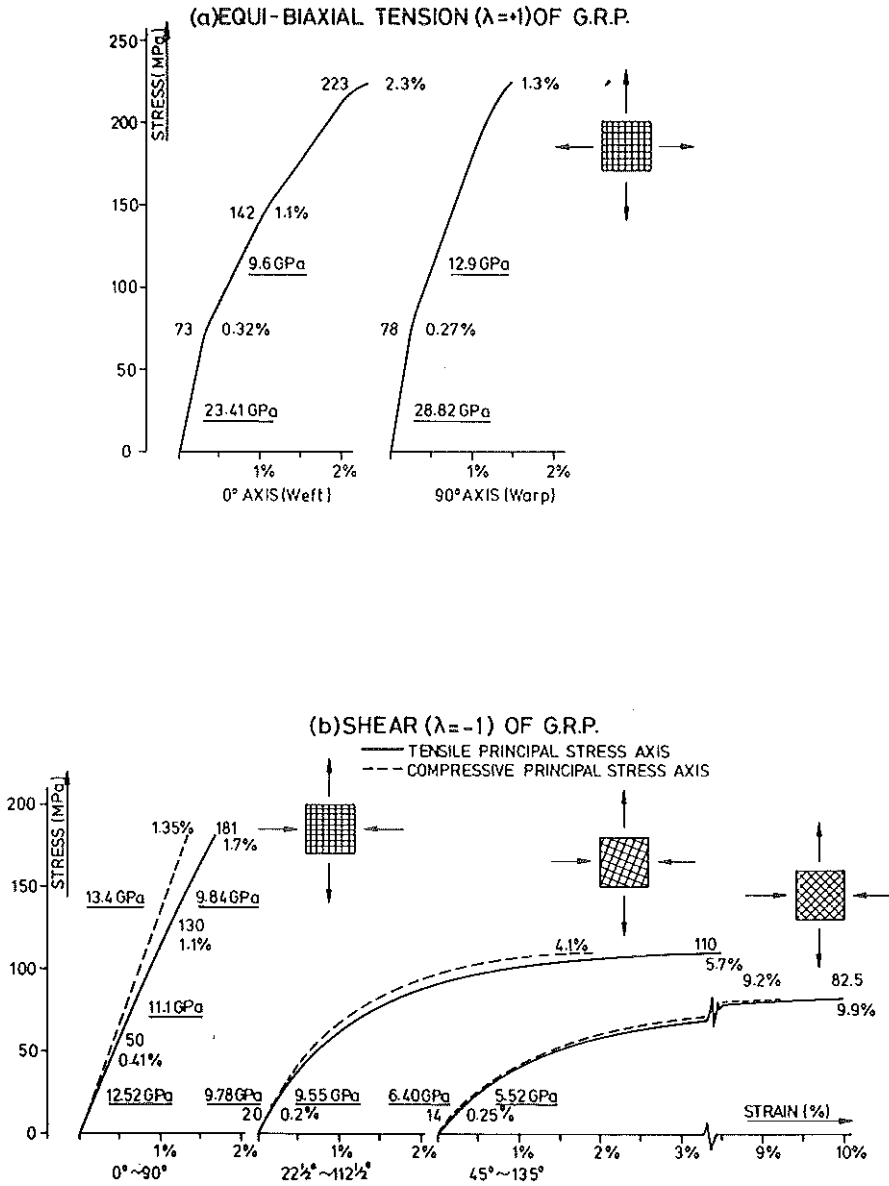 (a) EQUI-BIAXIAL TENSION (λ=+1) OF G.R.P.
STRESS (MPa)
250
200
150
100
50
0
223 2.3%
142 1.1%
9.6 GPa
73 0.32%
23.41 GPa
1% 2%
0° AXIS (Weft)
1.3%
12.9 GPa
78 0.27%
28.82 GPa
1% 2%
90° AXIS (Warp)
(b) SHEAR (λ=-1) OF G.R.P.
TENSILE PRINCIPAL STRESS AXIS
COMPRESSIVE PRINCIPAL STRESS AXIS
STRESS (MPa)
200
150
100
50
0
1.35% 181
1.7%
13.4 GPa 9.84 GPa
130
1.1%
11.1 GPa
50
0.41%
12.52 GPa
1% 2%
0°~90°
4.1% 110
5.7%
9.78 GPa 9.55 GPa
20 0.2%
1% 2%
22½°~112½°
9.2% 82.5
9.9%
6.40 GPa 5.52 GPa
14 0.25%
STRAIN (%)
1% 2% 3% 9% 10%
45°~135°